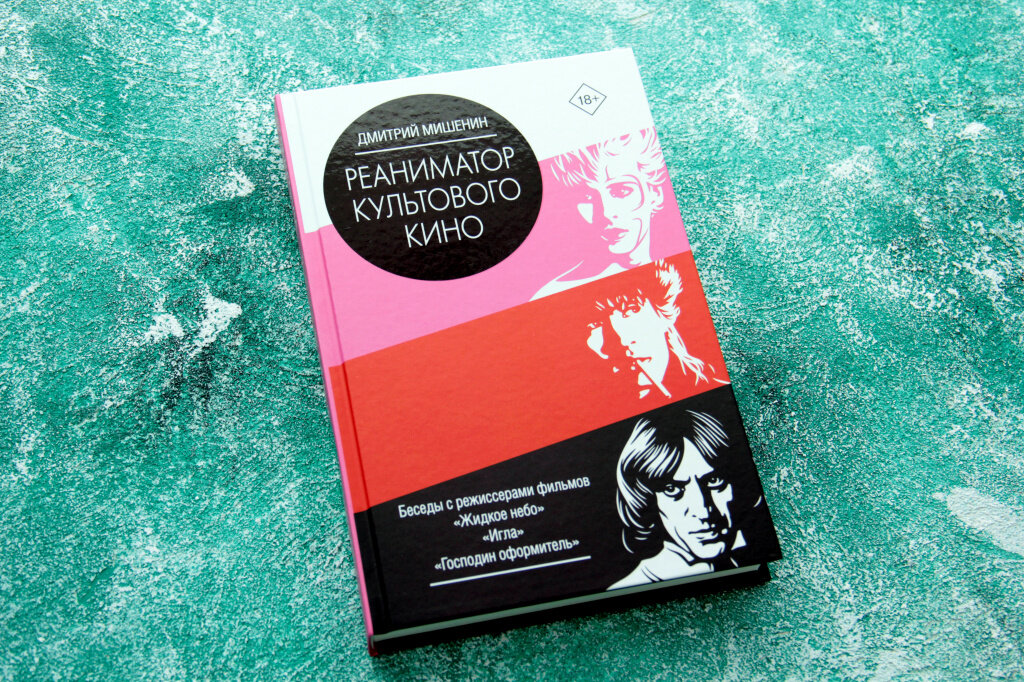 18+
ДМИТРИЙ МИШЕНИН
РЕАНИМАТОР
КУЛЬТОВОГО
КИНО
Беседы с режиссерами фильмов
«Жидкое небо»
«Игла»
«Господин оформитель»